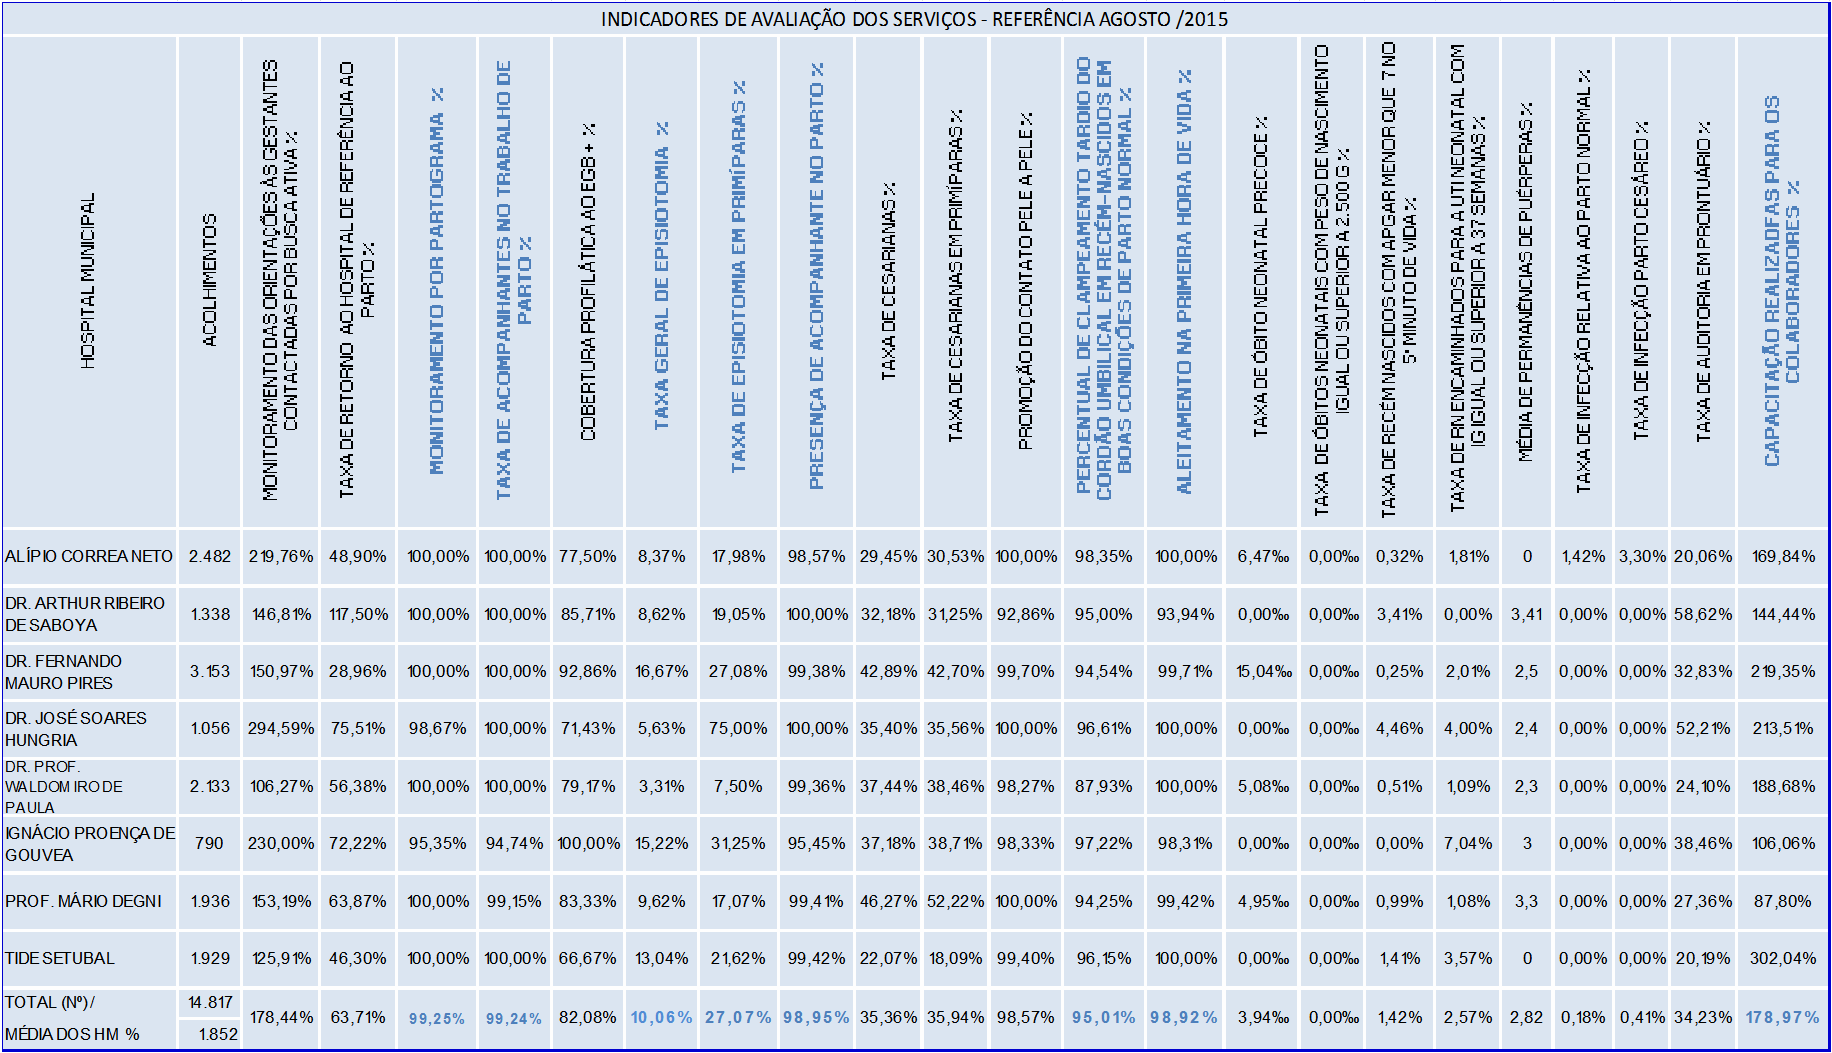 INDICADORES DE AVALIAÇÃO DOS SERVIÇOS - REFERÊNCIA AGOSTO /2015
HOSPITAL MUNICIPAL
ACOLHIMENTOS
MONITORAMENTO DAS ORIENTAÇÕES ÀS GESTANTES
CONTACTADAS POR BUSCA ATIVA %
TAXA DE RETORNO AO HOSPITAL DE REFERÊNCIA AO
PARTO %
MONITORAMENTO POR PARTOGRAMA %
TAXA DE ACOMPANHANTES NO TRABALHO DE
PARTO %
COBERTURA PROFILÁTICA AO EGB + %
TAXA GERAL DE EPISIOTOMIA %
TAXA DE EPISIOTOMIA EM PRIMÍPARAS %
PRESENÇA DE ACOMPANHANTE NO PARTO %
TAXA DE CESARIANAS %
TAXA DE CESARIANAS EM PRIMÍPARAS %
PROMOÇÃO DO CONTATO PELE A PELE %
PERCENTUAL DE CLAMPEAMENTO TARDIO DO
CORDÃO UMBILICAL EM RECÉM-NASCIDOS EM
BOAS CONDIÇÕES DE PARTO NORMAL %
ALEITAMENTO NA PRIMEIRA HORA DE VIDA %
TAXA DE ÓBITO NEONATAL PRECOCE %
TAXA DE ÓBITOS NEONATAIS COM PESO DE NASCIMENTO
IGUAL OU SUPERIOR A 2.500 G %
TAXA DE RECÉM NASCIDOS COM APGAR MENOR QUE 7 NO
5º MINUTO DE VIDA %
TAXA DE RN ENCAMINHADOS PARA A UTI NEONATAL COM
IG IGUAL OU SUPERIOR A 37 SEMANAS %
MÉDIA DE PERMANÊNCIAS DE PUÉRPERAS %
TAXA DE INFECÇÃO RELATIVA AO PARTO NORMAL %
TAXA DE INFECÇÃO PARTO CESÁREO %
TAXA DE AUDITORIA EM PRONTUÁRIO %
CAPACITAÇÃO REALIZADFAS PARA OS
COLABORADORES %
ALÍPIO CORREA NETO 2.482 219,76% 48,90% 100,00% 100,00% 77,50% 8,37% 17,98% 98,57% 29,45% 30,53% 100,00% 98,35% 100,00% 6,47‰ 0,00‰ 0,32% 1,81% 0 1,42% 3,30% 20,06% 169,84%
DR. ARTHUR RIBEIRO
DE SABOYA 1.338 146,81% 117,50% 100,00% 100,00% 85,71% 8,62% 19,05% 100,00% 32,18% 31,25% 92,86% 95,00% 93,94% 0,00‰ 0,00‰ 3,41% 0,00% 3,41 0,00% 0,00% 58,62% 144,44%
DR. FERNANDO
MAURO PIRES 3.153 150,97% 28,96% 100,00% 100,00% 92,86% 16,67% 27,08% 99,38% 42,89% 42,70% 99,70% 94,54% 99,71% 15,04‰ 0,00‰ 0,25% 2,01% 2,5 0,00% 0,00% 32,83% 219,35%
DR. JOSÉ SOARES
HUNGRIA 1.056 294,59% 75,51% 98,67% 100,00% 71,43% 5,63% 75,00% 100,00% 35,40% 35,56% 100,00% 96,61% 100,00% 0,00‰ 0,00‰ 4,46% 4,00% 2,4 0,00% 0,00% 52,21% 213,51%
DR. PROF.
WALDOMIRO DE
PAULA 2.133 106,27% 56,38% 100,00% 100,00% 79,17% 3,31% 7,50% 99,36% 37,44% 38,46% 98,27% 87,93% 100,00% 5,08‰ 0,00‰ 0,51% 1,09% 2,3 0,00% 0,00% 24,10% 188,68%
IGNÁCIO PROENÇA DE
GOUVEA 790 230,00% 72,22% 95,35% 94,74% 100,00% 15,22% 31,25% 95,45% 37,18% 38,71% 98,33% 97,22% 98,31% 0,00‰ 0,00‰ 0,00% 7,04% 3 0,00% 0,00% 38,46% 106,06%
PROF. MÁRIO DEGNI 1.936 153,19% 63,87% 100,00% 99,15% 83,33% 9,62% 17,07% 99,41% 46,27% 52,22% 100,00% 94,25% 99,42% 4,95‰ 0,00‰ 0,99% 1,08% 3,3 0,00% 0,00% 27,36% 87,80%
TIDE SETUBAL 1.929 125,91% 46,30% 100,00% 100,00% 66,67% 13,04% 21,62% 99,42% 22,07% 18,09% 99,40% 96,15% 100,00% 0,00‰ 0,00‰ 1,41% 3,57% 0 0,00% 0,00% 20,19% 302,04%
TOTAL (Nº) / 14.817
MÉDIA DOS HM % 1.852 178,44% 63,71% 99,25% 99,24% 82,08% 10,06% 27,07% 98,95% 35,36% 35,94% 98,57% 95,01% 98,92% 3,94‰ 0,00‰ 1,42% 2,57% 2,82 0,18% 0,41% 34,23% 178,97%